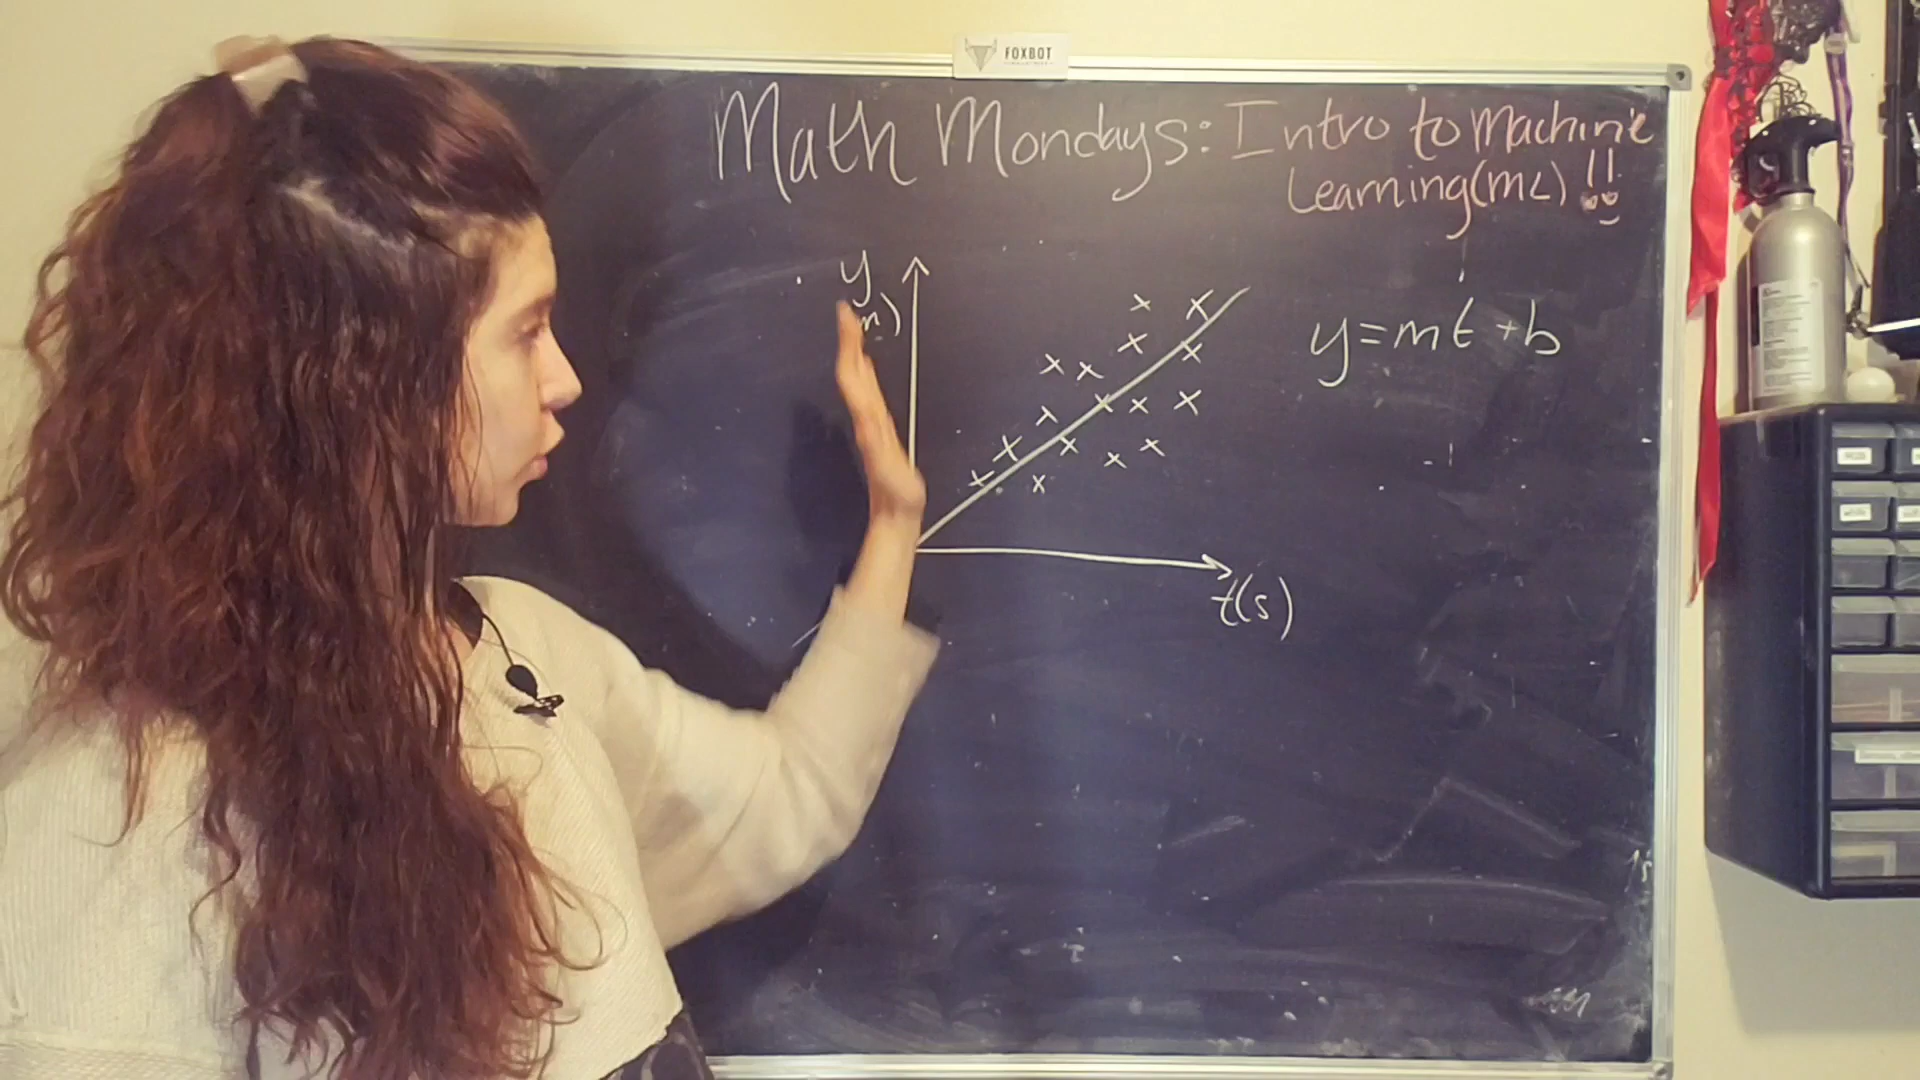 FOXBOT
Math Mondays: Intro to Machine
Learning (ML)!!
y
m)
y=mt+b
t(s)